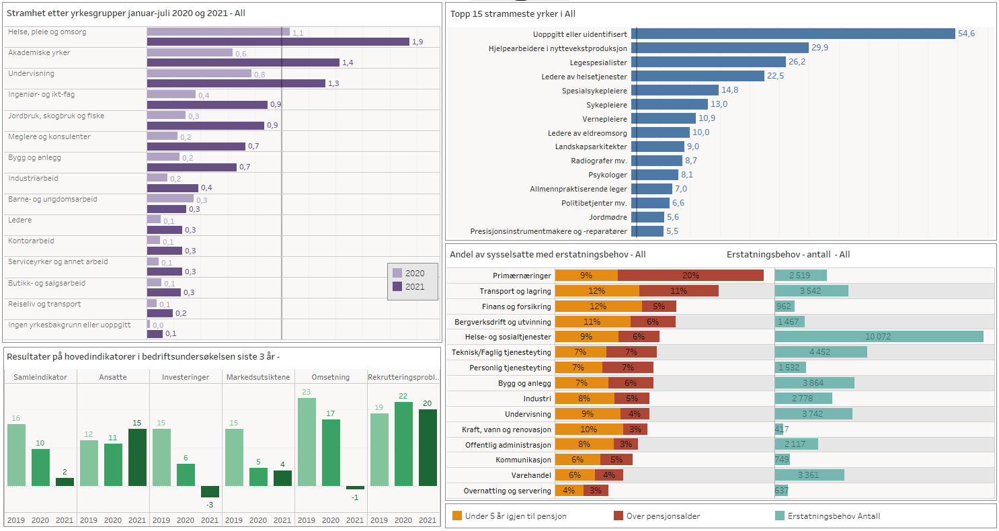 Stramhet etter yrkesgrupper januar-juli 2020 og 2021 - All
Helse, pleie og omsorg
1,1
1,9
Akademiske yrker
0,6
1,4
Undervisning
0,8
1,3
Ingeniør- og ikt-fag
0,4
0,9
Jordbruk, skogbruk og fiske
0,3
0,9
Meglere og konsulenter
0,2
0,7
Bygg og anlegg
0,2
0,7
Industriarbeid
0,2
0,4
Barne- og ungdomsarbeid
0,3
0,3
Ledere
0,1
0,3
Kontorarbeid
0,1
0,3
Serviceyrker og annet arbeid
0,1
0,3
Butikk- og salgsarbeid
0,1
0,3
Reiseliv og transport
0,1
0,2
Ingen yrkesbakgrunn eller uoppgitt
0,0
0,1
2020
2021
Topp 15 strammeste yrker i All
Uoppgitt eller uidentifisert 54,6
Hjelpearbeidere i nyttevekstproduksjon 29,9
Legespesialister 26,2
Ledere av helsetjenester 22,5
Spesialsykepleiere 14,8
Sykepleiere 13,0
Vernepleiere 10,9
Ledere av eldreomsorg 10,0
Landskapsarkitekter 9,0
Radiografer mv. 8,7
Psykologer 8,1
Allmennpraktiserende leger 7,0
Politibetjenter mv. 6,6
Jordmødre 5,6
Presisjonsinstrumentmakere og -reparatører 5,5
Resultater på hovedindikatorer i bedriftsundersøkelsen siste 3 år -
Samleindikator Ansatte Investeringer Markedsutsiktene Omsetning Rekrutteringsprobl..
16 10 2
12 11 15
15 6 -3
15 5 4
23 17 -1
19 22 20
2019 2020 2021 2019 2020 2021 2019 2020 2021 2019 2020 2021 2019 2020 2021 2019 2020 2021
Andel av sysselsatte med erstatningsbehov - All Erstatningsbehov - antall - All
Primærnæringer 9% 20% 2 519
Transport og lagring 12% 11% 3 542
Finans og forsikring 12% 5% 962
Bergverksdrift og utvinning 11% 6% 1 467
Helse- og sosialtjenester 9% 6% 10 072
Teknisk/Faglig tjenesteyting 7% 7% 4 452
Personlig tjenesteyting 7% 7% 1 532
Bygg og anlegg 7% 6% 3 864
Industri 8% 5% 2 778
Undervisning 9% 4% 3 742
Kraft, vann og renovasjon 10% 3% 417
Offentlig administrasjon 8% 3% 2 117
Kommunikasjon 6% 5% 749
Varehandel 6% 4% 3 361
Overnatting og servering 4% 3% 637
Under 5 år igjen til pensjon Over pensjonsalder Erstatningsbehov Antall